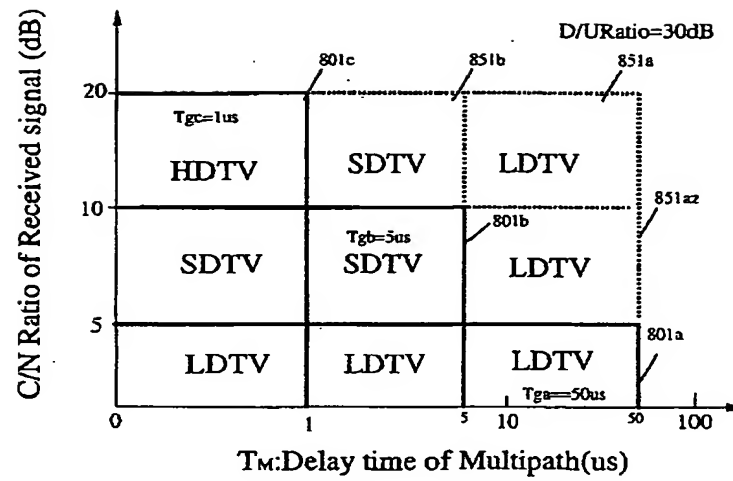 C/N Ratio of Received signal (dB)
D/URatio=30dB
801c
851b
851a
20
Tgc=1us
HDTV
SDTV
LDTV
851az
10
Tgb=5us
801b
SDTV
SDTV
LDTV
5
801a
LDTV
LDTV
LDTV
Tga==50us
0
1
5
10
50
100
TM:Delay time of Multipath(us)